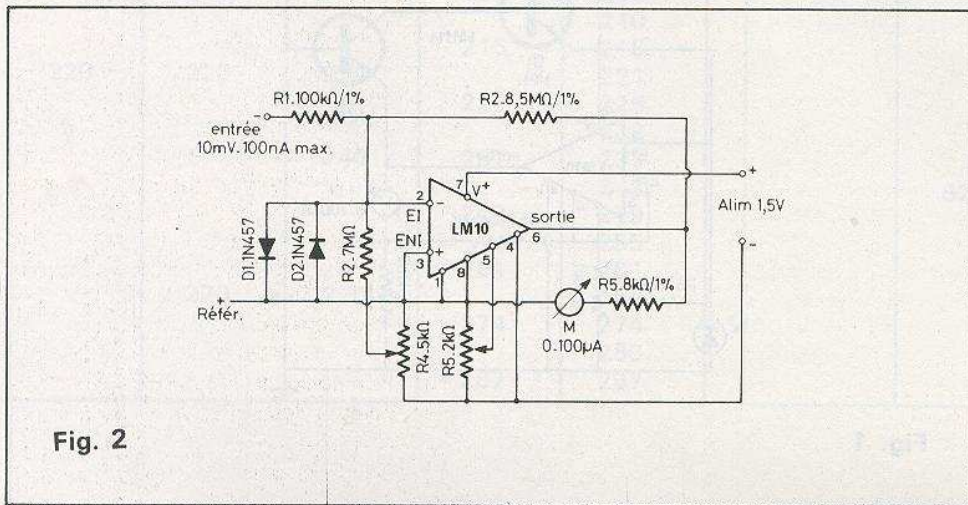 R1.100kΩ/1%
R2.8,5MΩ/1%
-
entrée
10mV.100nA max.
+
Alim 1,5V
-
7
V+
2
-
EI
LM10
sortie
6
ENI
+
3
1
8
5
4
D1.1N457
D2.1N457
R2.7MΩ
R5.8kΩ/1%
+
Référ.
M
0.100µA
R4.5kΩ
R5.2kΩ
Fig. 2